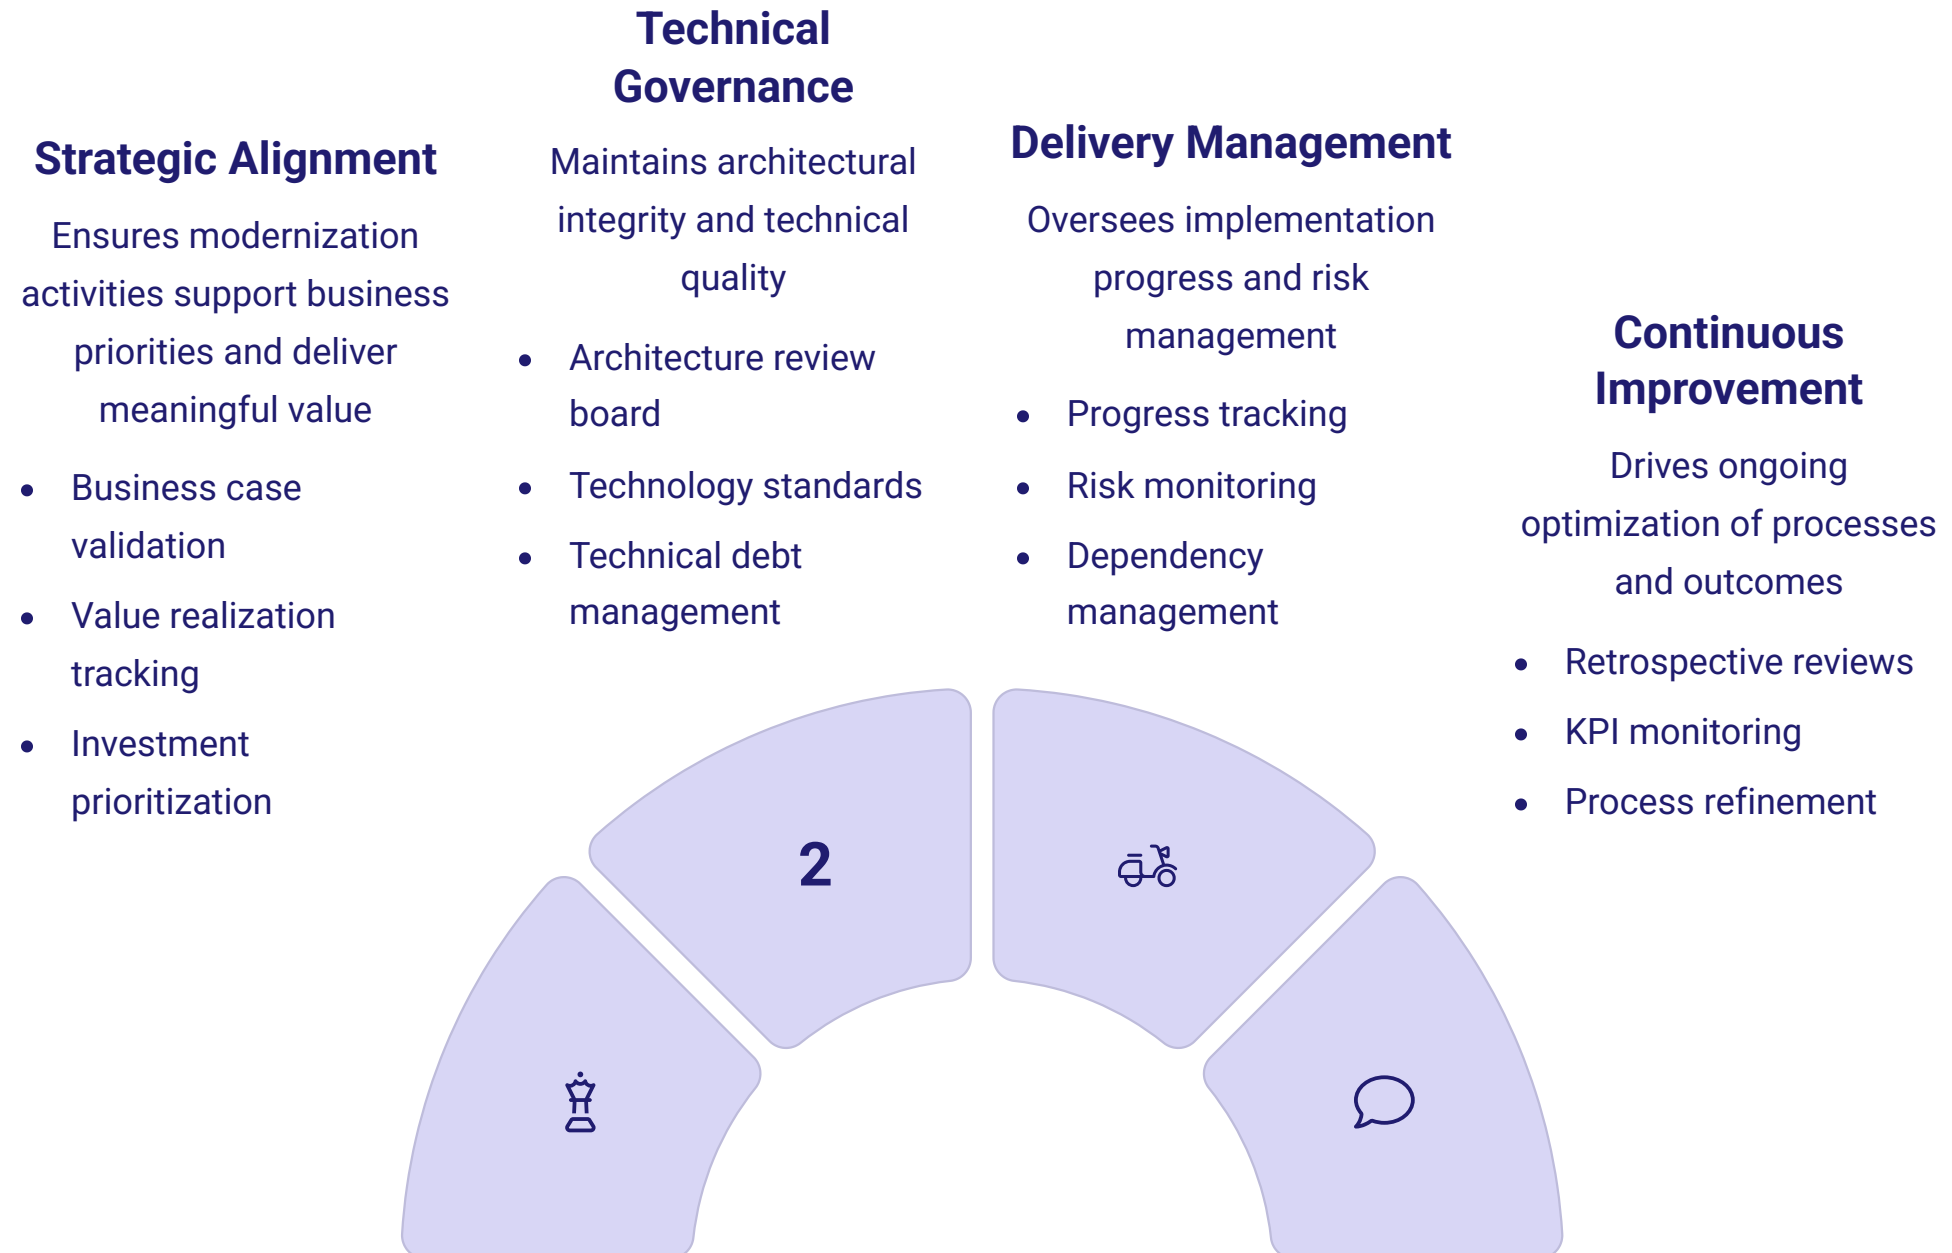 Strategic Alignment
Ensures modernization
activities support business
priorities and deliver
meaningful value
Business case
validation
Value realization
tracking
Investment
prioritization
Technical
Governance
Maintains architectural
integrity and technical
quality
Architecture review
board
Technology standards
Technical debt
management
Delivery Management
Oversees implementation
progress and risk
management
Progress tracking
Risk monitoring
Dependency
management
Continuous
Improvement
Drives ongoing
optimization of processes
and outcomes
Retrospective reviews
KPI monitoring
Process refinement
2